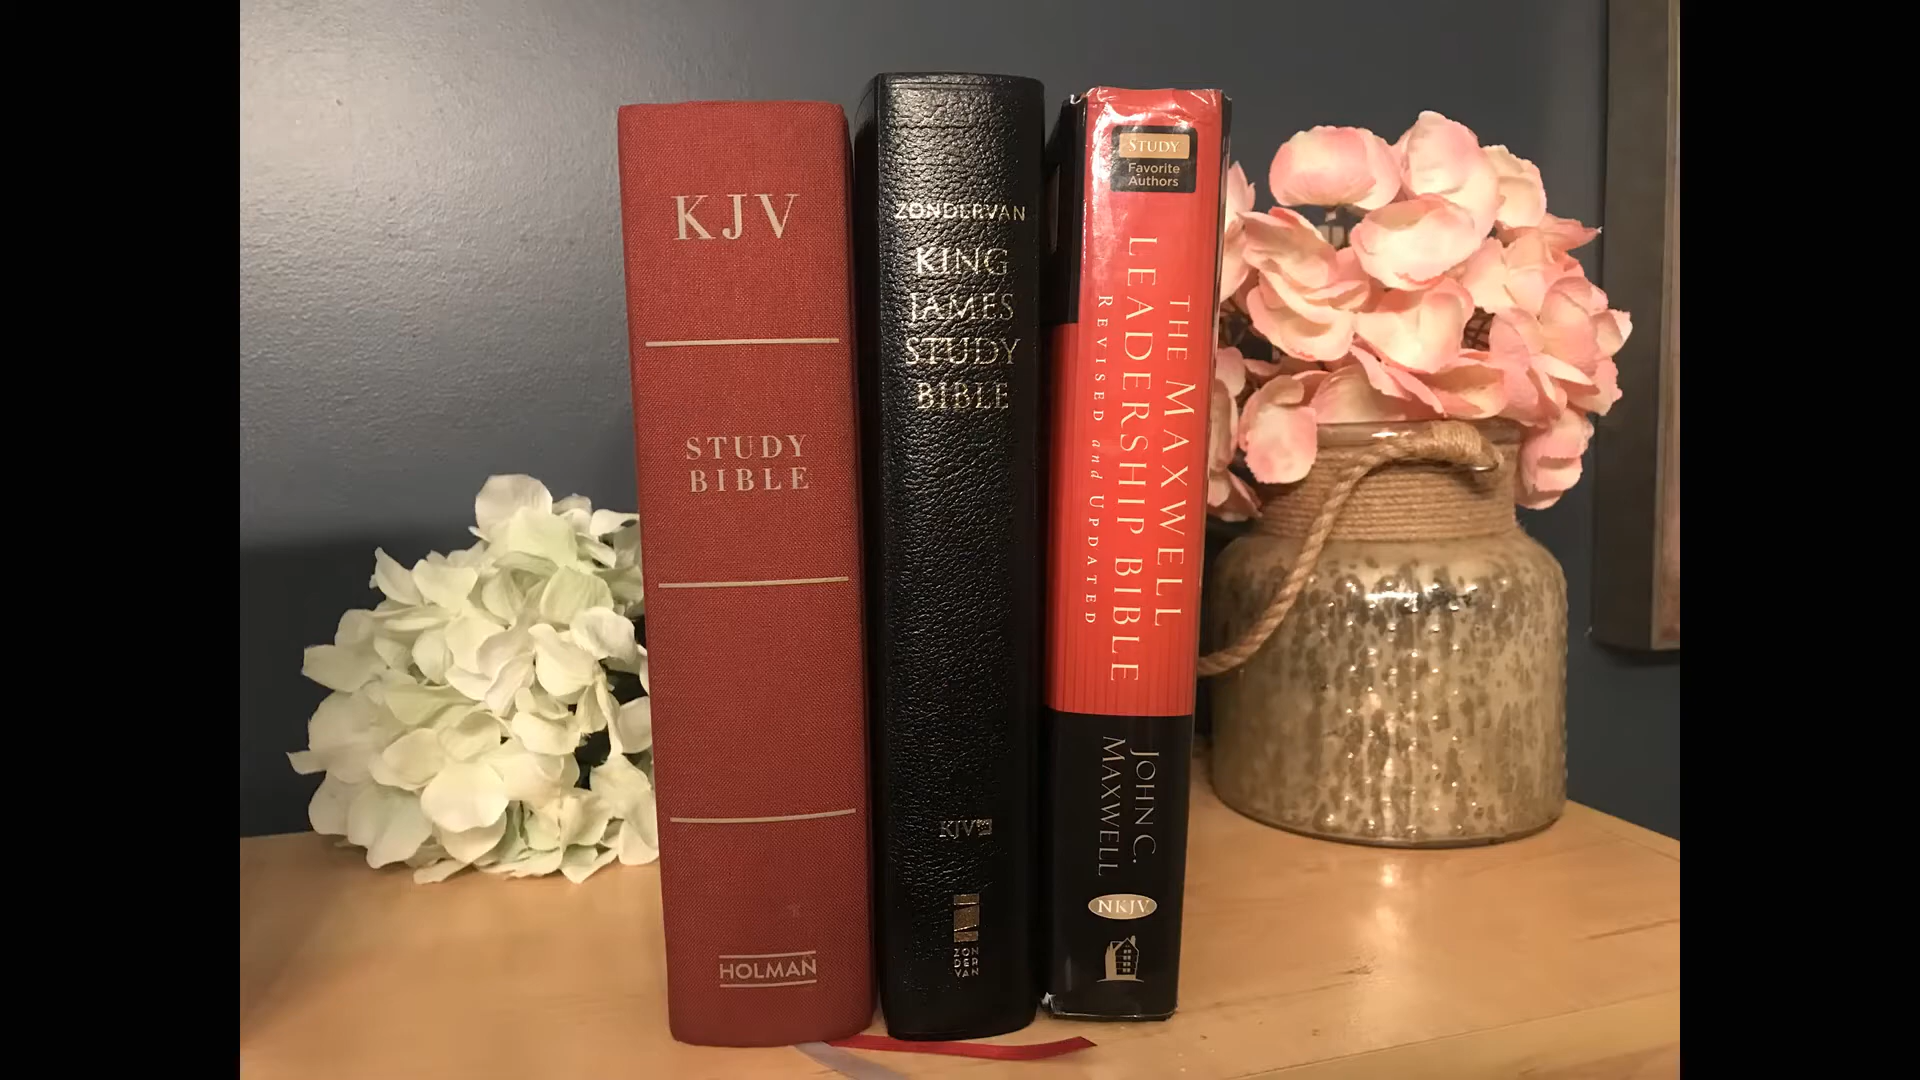 KJV
STUDY
BIBLE
HOLMAN
ZONDERVAN
KING
JAMES
STUDY
BIBLE
KJV
ZON
DER
VAN
STUDY
Favorite
Authors
THE MAXWELL
LEADERSHIP BIBLE
REVISED and UPDATED
JOHN C.
MAXWELL
NKJV